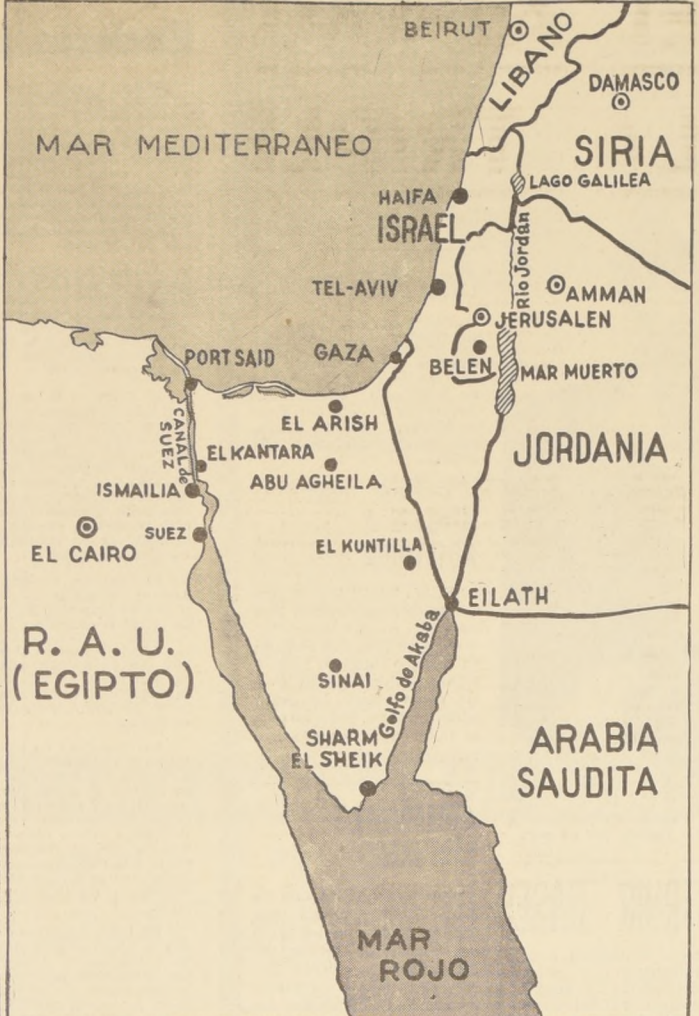 BEIRUT
LIBANO
DAMASCO
MAR MEDITERRANEO
SIRIA
LAGO GALILEA
HAIFA
ISRAEL
Rio Jordan
TEL-AVIV
AMMAN
JERUSALEN
PORT SAID
GAZA
BELEN
MAR MUERTO
CANAL de
SUEZ
EL ARISH
EL KANTARA
JORDANIA
ABU AGHEILA
ISMAILIA
SUEZ
EL CAIRO
EL KUNTILLA
EILATH
R. A. U.
(EGIPTO)
Golfo de Akaba
SINAI
SHARM
EL SHEIK
ARABIA
SAUDITA
MAR
ROJO